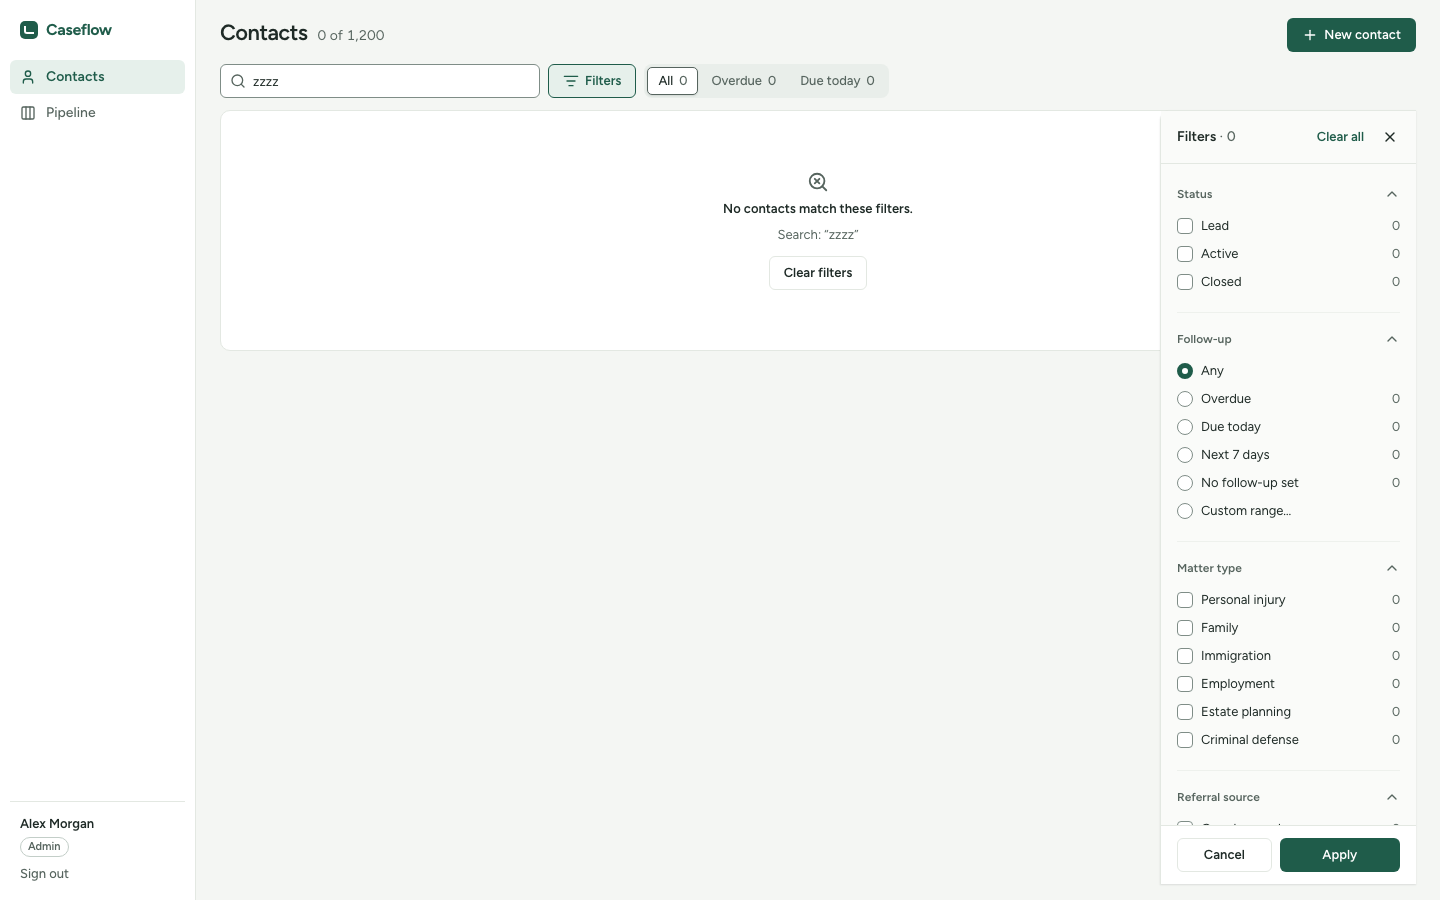 Caseflow
Contacts
Pipeline
Alex Morgan
Admin
Sign out
Contacts 0 of 1,200
New contact
zzzz
Filters
All 0
Overdue 0
Due today 0
No contacts match these filters.
Search: “zzzz”
Clear filters
Filters · 0
Clear all
Status
Lead 0
Active 0
Closed 0
Follow-up
Any
Overdue 0
Due today 0
Next 7 days 0
No follow-up set 0
Custom range…
Matter type
Personal injury 0
Family 0
Immigration 0
Employment 0
Estate planning 0
Criminal defense 0
Referral source
Cancel
Apply